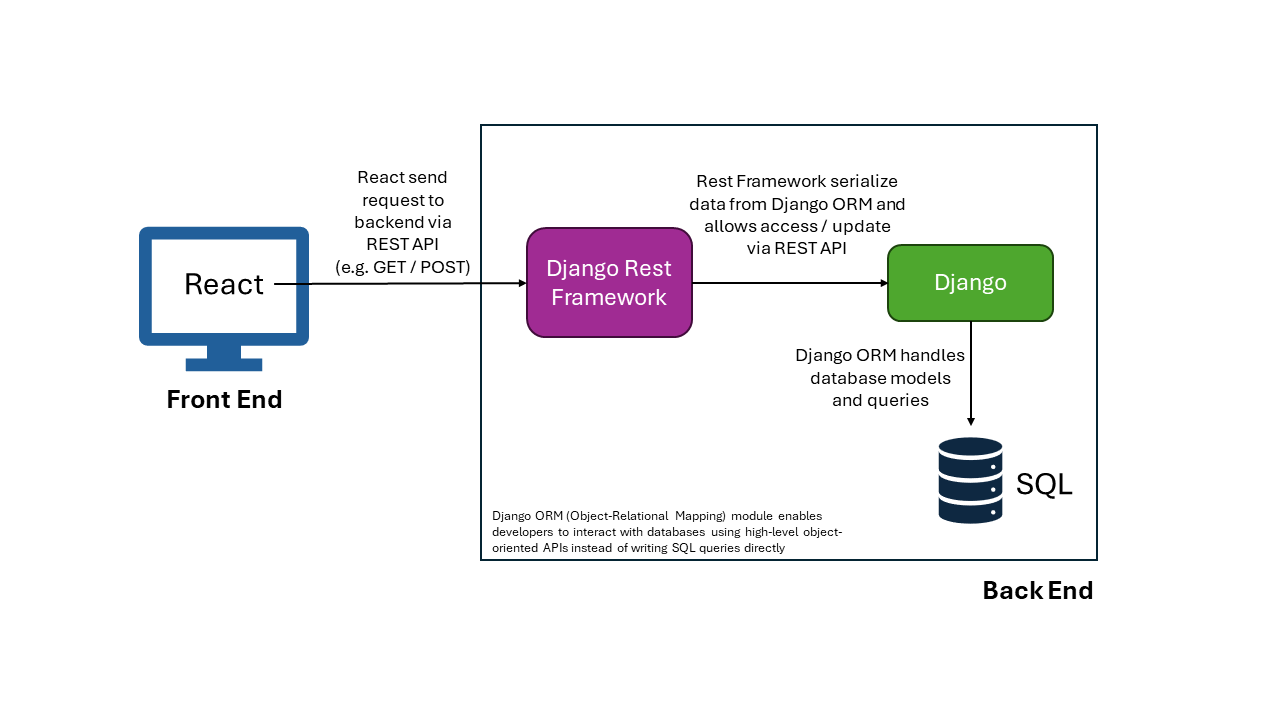 React send
request to
backend via
REST API
(e.g. GET / POST)
React
Front End
Rest Framework serialize
data from Django ORM and
allows access / update
via REST API
Django Rest
Framework
Django
Django ORM handles
database models
and queries
SQL
Django ORM (Object-Relational Mapping) module enables
developers to interact with databases using high-level object-
oriented APIs instead of writing SQL queries directly
Back End